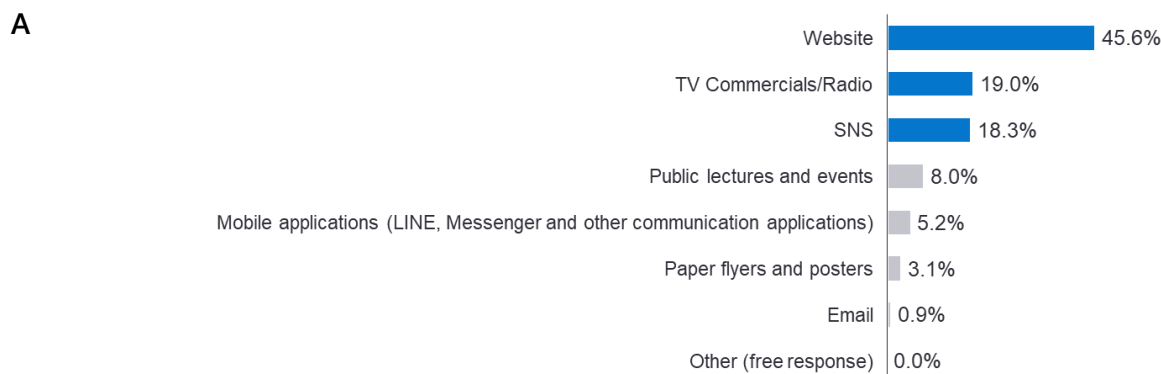 A
Website 45.6%
TV Commercials/Radio 19.0%
SNS 18.3%
Public lectures and events 8.0%
Mobile applications (LINE, Messenger and other communication applications) 5.2%
Paper flyers and posters 3.1%
Email 0.9%
Other (free response) 0.0%